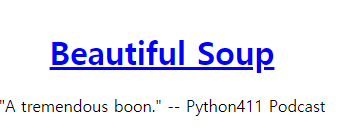 Beautiful Soup
"A tremendous boon." -- Python411 Podcast